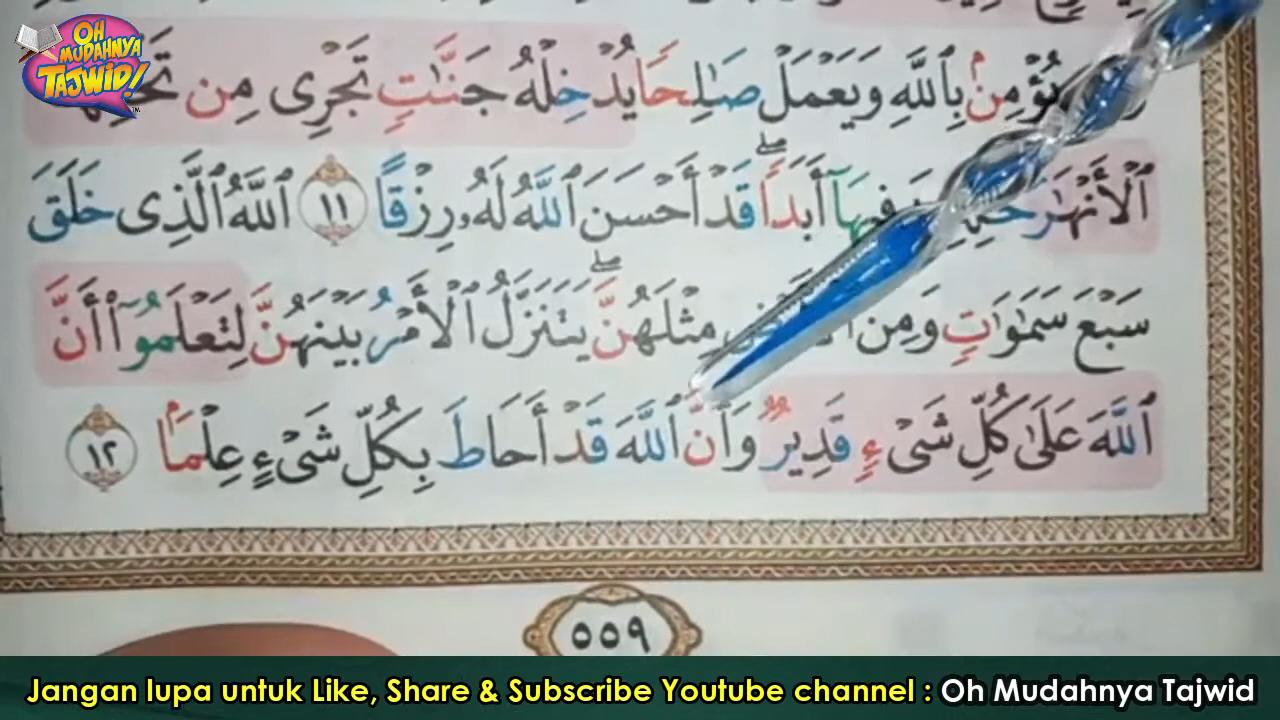 OH
MUDAHNYA
TAJWID!
يُؤْمِنۢ بِٱللَّهِ وَيَعْمَلْ صَـٰلِحًا يُدْخِلْهُ جَنَّـٰتٍ تَجْرِى مِن
ٱلْأَنْهَـٰرُ فِيهَآ أَبَدًا ۖ قَدْ أَحْسَنَ ٱللَّهُ لَهُۥ رِزْقًا ١١ ٱللَّهُ ٱلَّذِى خَلَقَ
سَبْعَ سَمَـٰوَٰتٍ وَمِنَ مِثْلَهُنَّ ۖ يَتَنَزَّلُ ٱلْأَمْرُ بَيْنَهُنَّ لِتَعْلَمُوٓا۟ أَنَّ
ٱللَّهَ عَلَىٰ كُلِّ شَىْءٍ قَدِيرٌ وَأَنَّ ٱللَّهَ قَدْ أَحَاطَ بِكُلِّ شَىْءٍ عِلْمًۢا ١٢
٥٥٩
Jangan lupa untuk Like, Share & Subscribe Youtube channel : Oh Mudahnya Tajwid